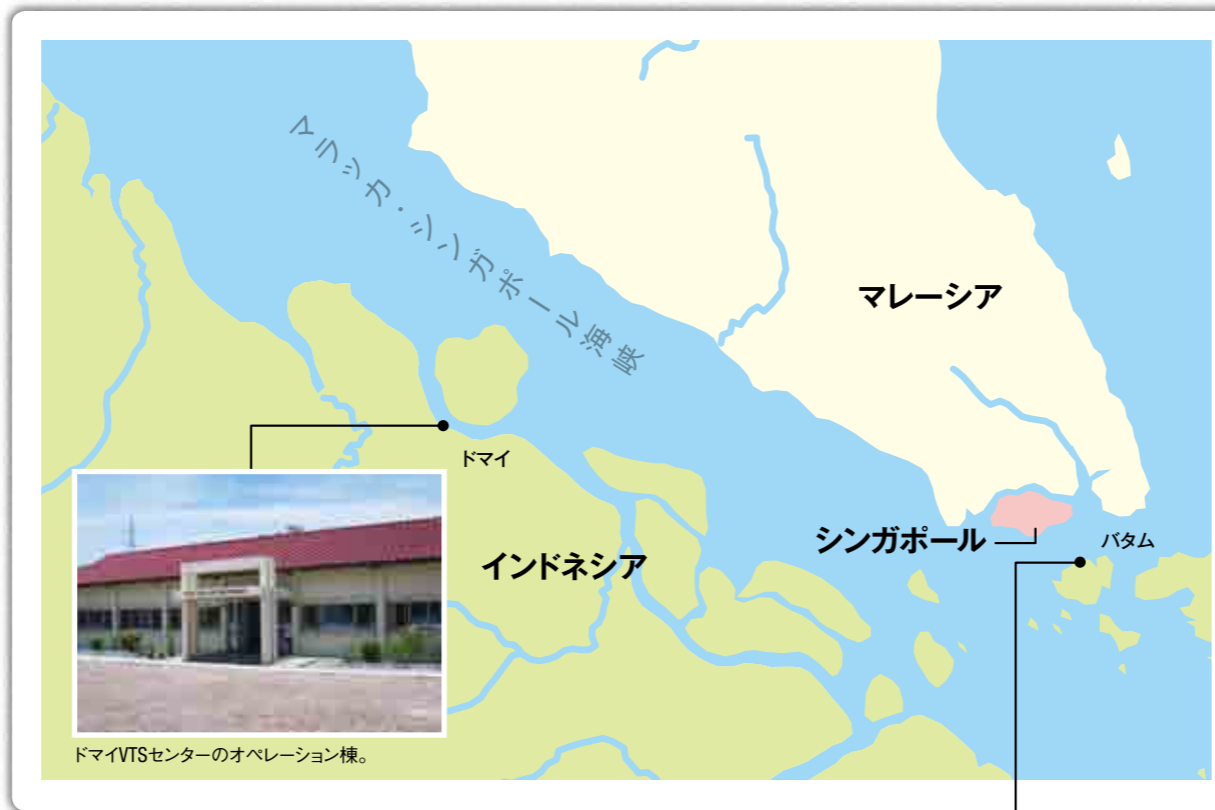 マラッカ・シンガポール海峡
マレーシア
ドマイ
シンガポール
バタム
インドネシア
ドマイVTSセンターのオペレーション棟。